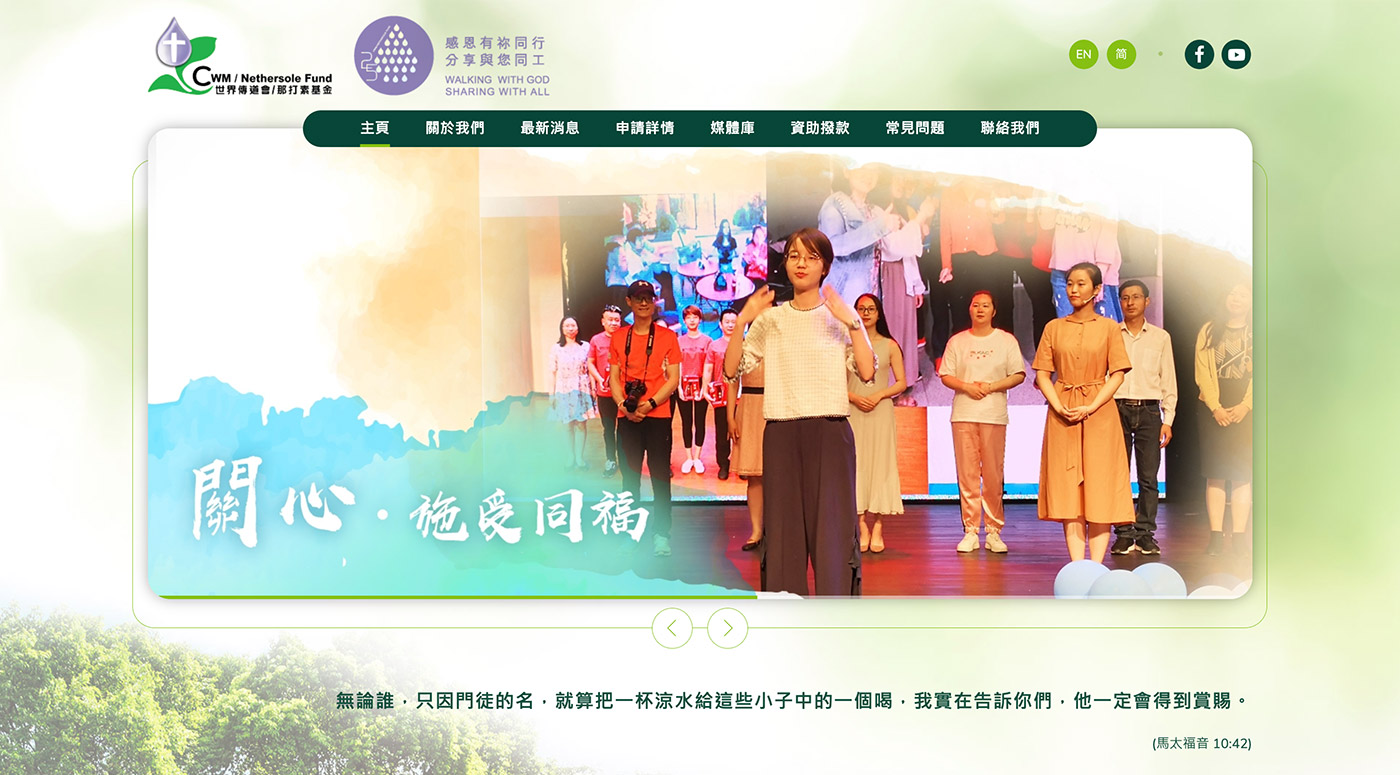 CWM / Nethersole Fund
世界傳道會/那打素基金
感恩有祢同行
分享與您同工
WALKING WITH GOD
SHARING WITH ALL
EN 简
主頁 關於我們 最新消息 申請詳情 媒體庫 資助撥款 常見問題 聯絡我們
關心·施受同福
無論誰，只因門徒的名，就算把一杯涼水給這些小子中的一個喝，我實在告訴你們，他一定會得到賞賜。
(馬太福音 10:42)